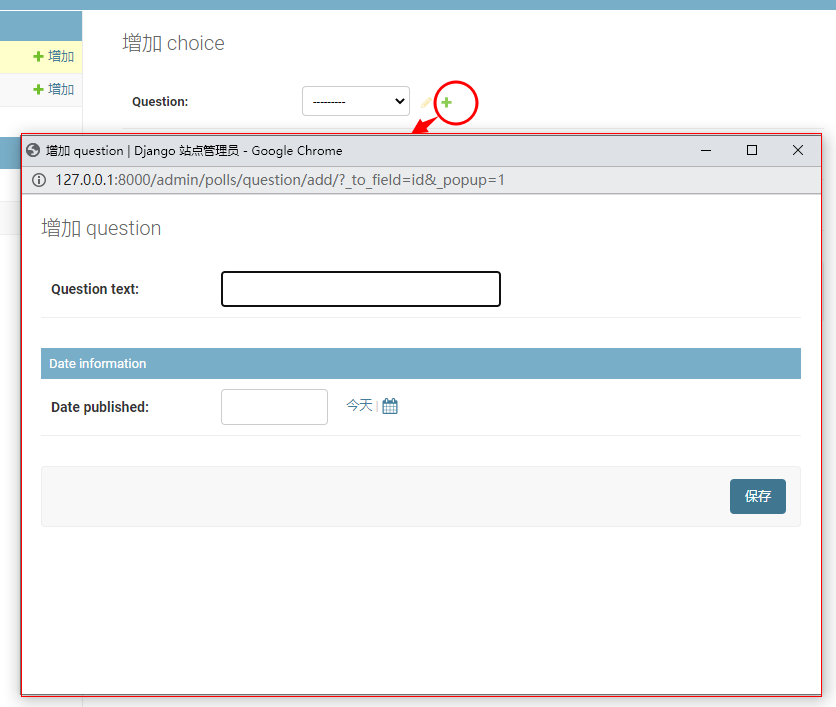 增加 choice
增加
Question:
---------
增加
增加 question | Django 站点管理员 - Google Chrome
127.0.0.1:8000/admin/polls/question/add/?_to_field=id&_popup=1
增加 question
Question text:
Date information
Date published:
今天 |
保存